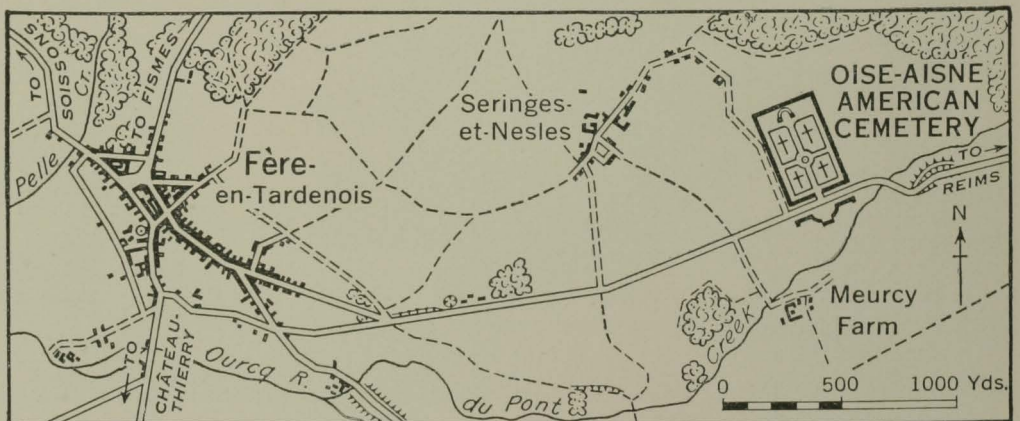 TO
SOISSONS
Cr.
TO
FISMES
Pelle
Fère-
en-Tardenois
Seringes-
et-Nesles
OISE-AISNE
AMERICAN
CEMETERY
TO
REIMS
N
Meurcy
Farm
Creek
du Pont
Ourcq R.
TO
CHÂTEAU-
THIERRY
0 500 1000 Yds.